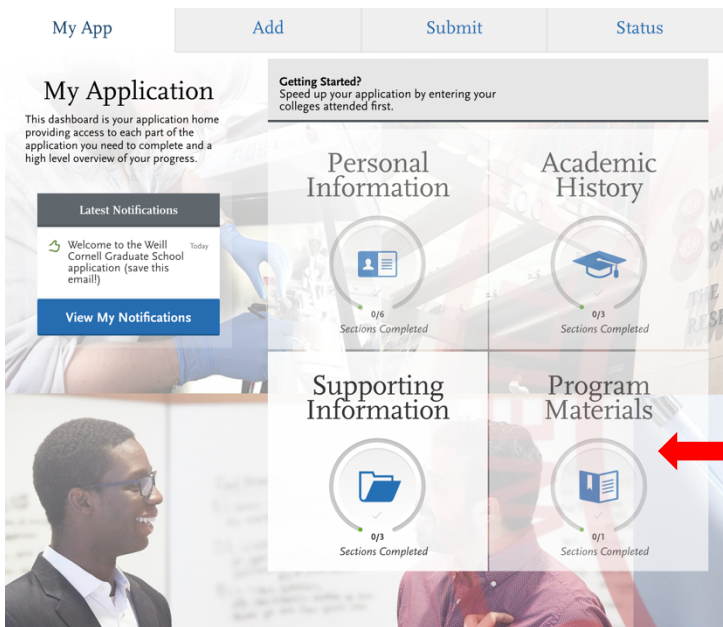 My App
Add
Submit
Status
My Application
This dashboard is your application home
providing access to each part of the
application you need to complete and a
high level overview of your progress.
Latest Notifications
Welcome to the Weill
Cornell Graduate School
application (save this
email!)
Today
View My Notifications
Getting Started?
Speed up your application by entering your
colleges attended first.
Personal
Information
0/6
Sections Completed
Academic
History
0/3
Sections Completed
Supporting
Information
0/3
Sections Completed
Program
Materials
0/1
Sections Completed
THE